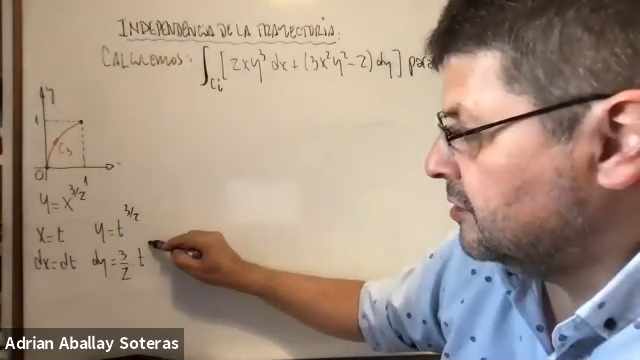 INDEPENDENCIA DE LA TRAYECTORIA:
CALCULEMOS: ∫Ci [2xy³ dx + (3x²y² - 2) dy] para
y
1
C3
0
1
y = x^3/2
x = t y = t^3/2
dx = dt dy = 3/2 . t
Adrian Aballay Soteras